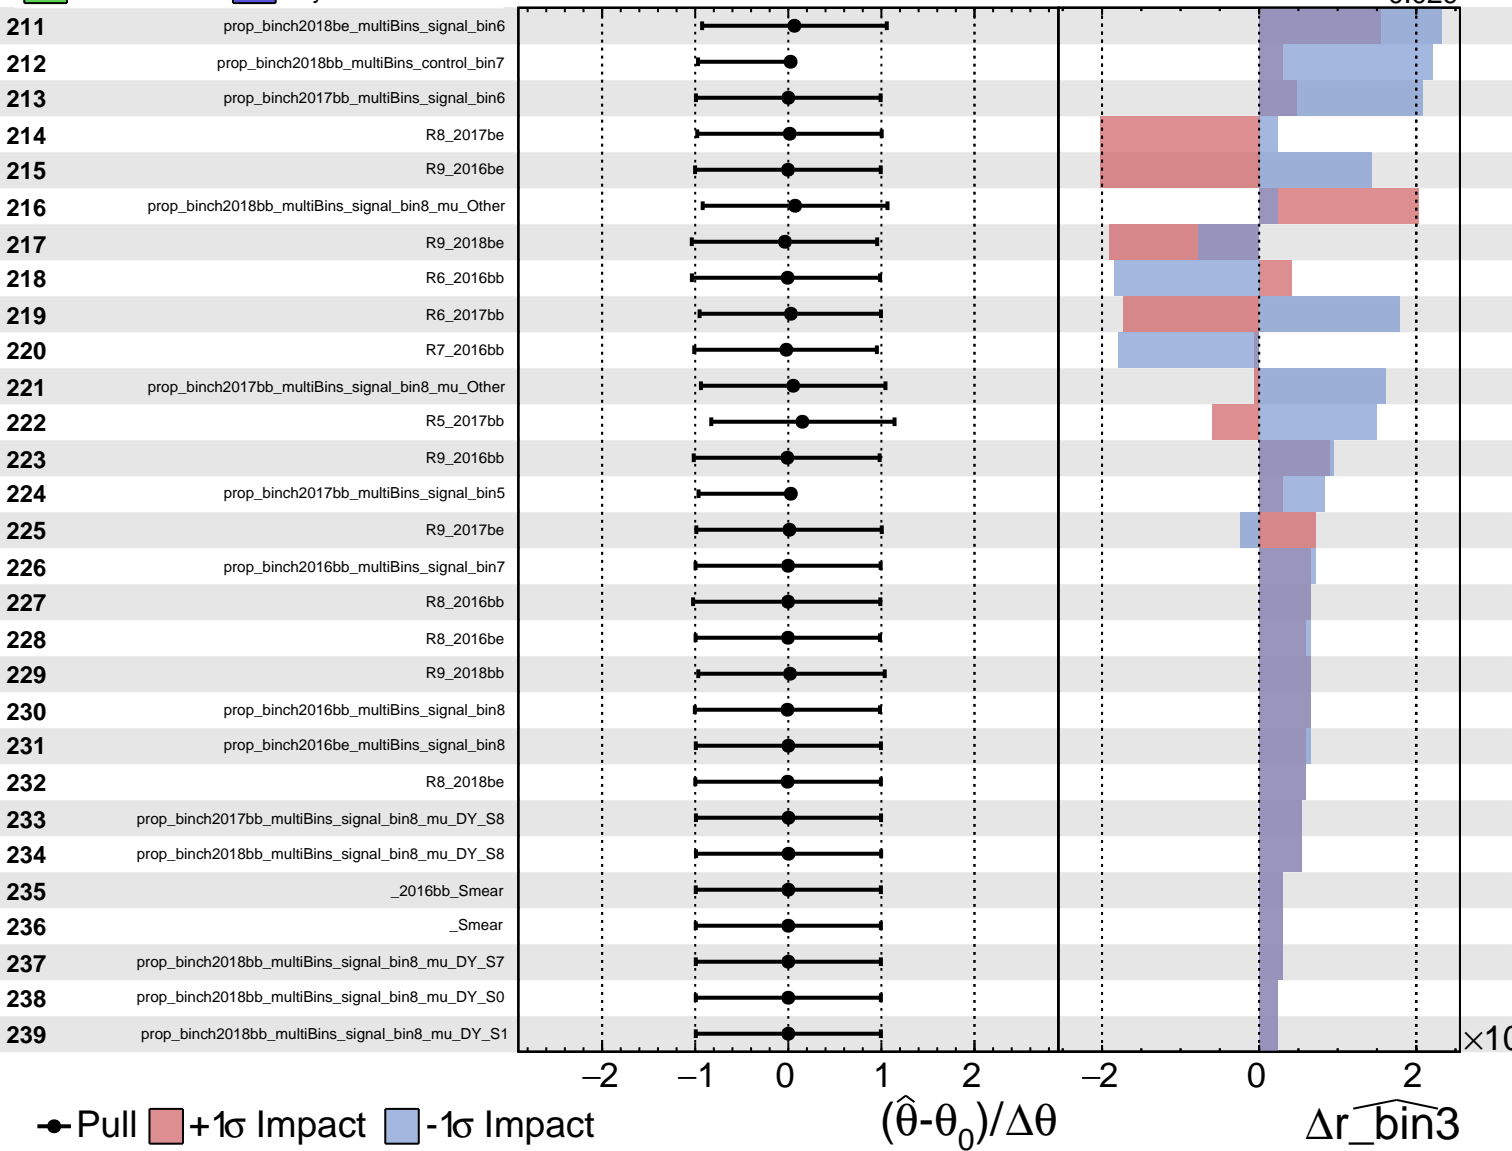 211 prop_binch2018be_multiBins_signal_bin6
212 prop_binch2018bb_multiBins_control_bin7
213 prop_binch2017bb_multiBins_signal_bin6
214 R8_2017be
215 R9_2016be
216 prop_binch2018bb_multiBins_signal_bin8_mu_Other
217 R9_2018be
218 R6_2016bb
219 R6_2017bb
220 R7_2016bb
221 prop_binch2017bb_multiBins_signal_bin8_mu_Other
222 R5_2017bb
223 R9_2016bb
224 prop_binch2017bb_multiBins_signal_bin5
225 R9_2017be
226 prop_binch2016bb_multiBins_signal_bin7
227 R8_2016bb
228 R8_2016be
229 R9_2018bb
230 prop_binch2016bb_multiBins_signal_bin8
231 prop_binch2016be_multiBins_signal_bin8
232 R8_2018be
233 prop_binch2017bb_multiBins_signal_bin8_mu_DY_S8
234 prop_binch2018bb_multiBins_signal_bin8_mu_DY_S8
235 _2016bb_Smear
236 _Smear
237 prop_binch2018bb_multiBins_signal_bin8_mu_DY_S7
238 prop_binch2018bb_multiBins_signal_bin8_mu_DY_S0
239 prop_binch2018bb_multiBins_signal_bin8_mu_DY_S1 ×10
−2 −1 0 1 2 −2 0 2
Pull +1σ Impact -1σ Impact (θ̂-θ₀)/Δθ Δr_bin3